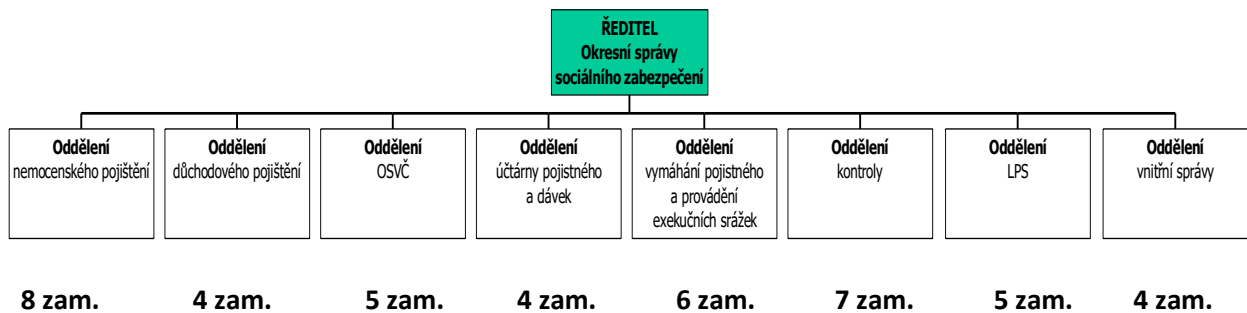 ŘEDITEL
Okresní správy
sociálního zabezpečení
Oddělení
nemocenského pojištění
Oddělení
důchodového pojištění
Oddělení
OSVČ
Oddělení
účtárny pojistného
a dávek
Oddělení
vymáhání pojistného
a provádění
exekučních srážek
Oddělení
kontroly
Oddělení
LPS
Oddělení
vnitřní správy
8 zam. 4 zam. 5 zam. 4 zam. 6 zam. 7 zam. 5 zam. 4 zam.